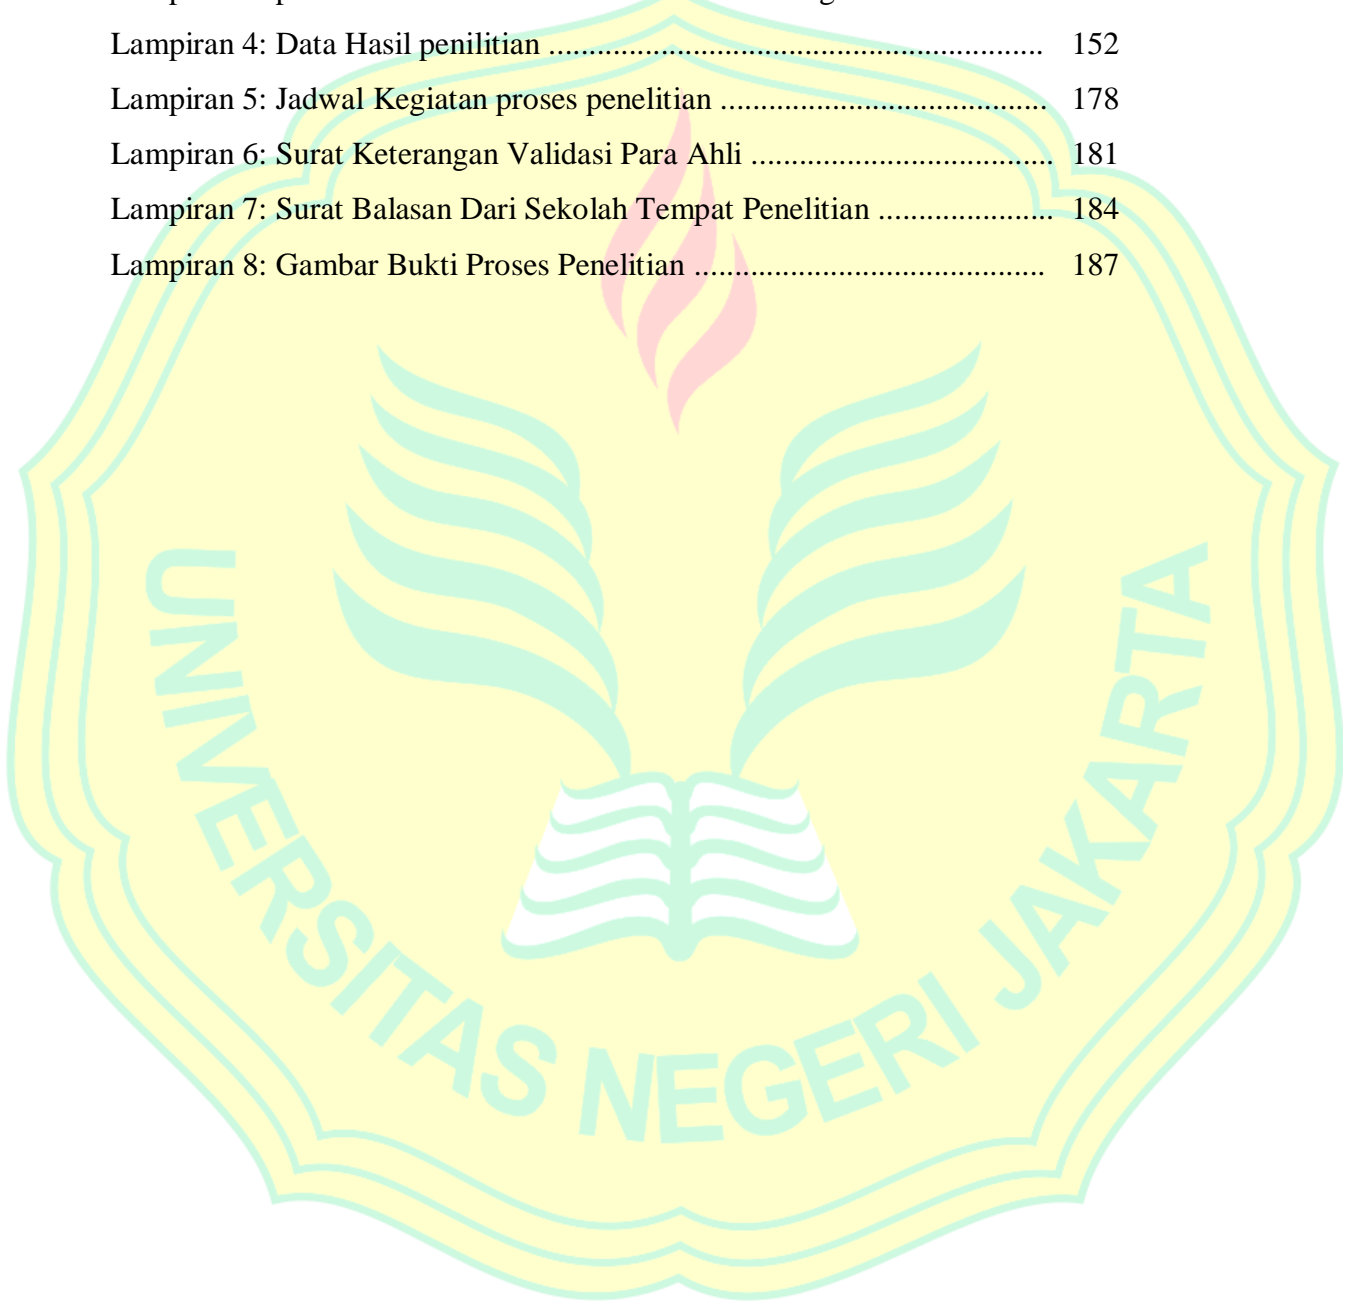 Lampiran 4: Data Hasil penilitian ............................................................. 152
Lampiran 5: Jadwal Kegiatan proses penelitian ........................................ 178
Lampiran 6: Surat Keterangan Validasi Para Ahli ..................................... 181
Lampiran 7: Surat Balasan Dari Sekolah Tempat Penelitian ...................... 184
Lampiran 8: Gambar Bukti Proses Penelitian ........................................... 187
UNIVERSITAS NEGERI JAKARTA